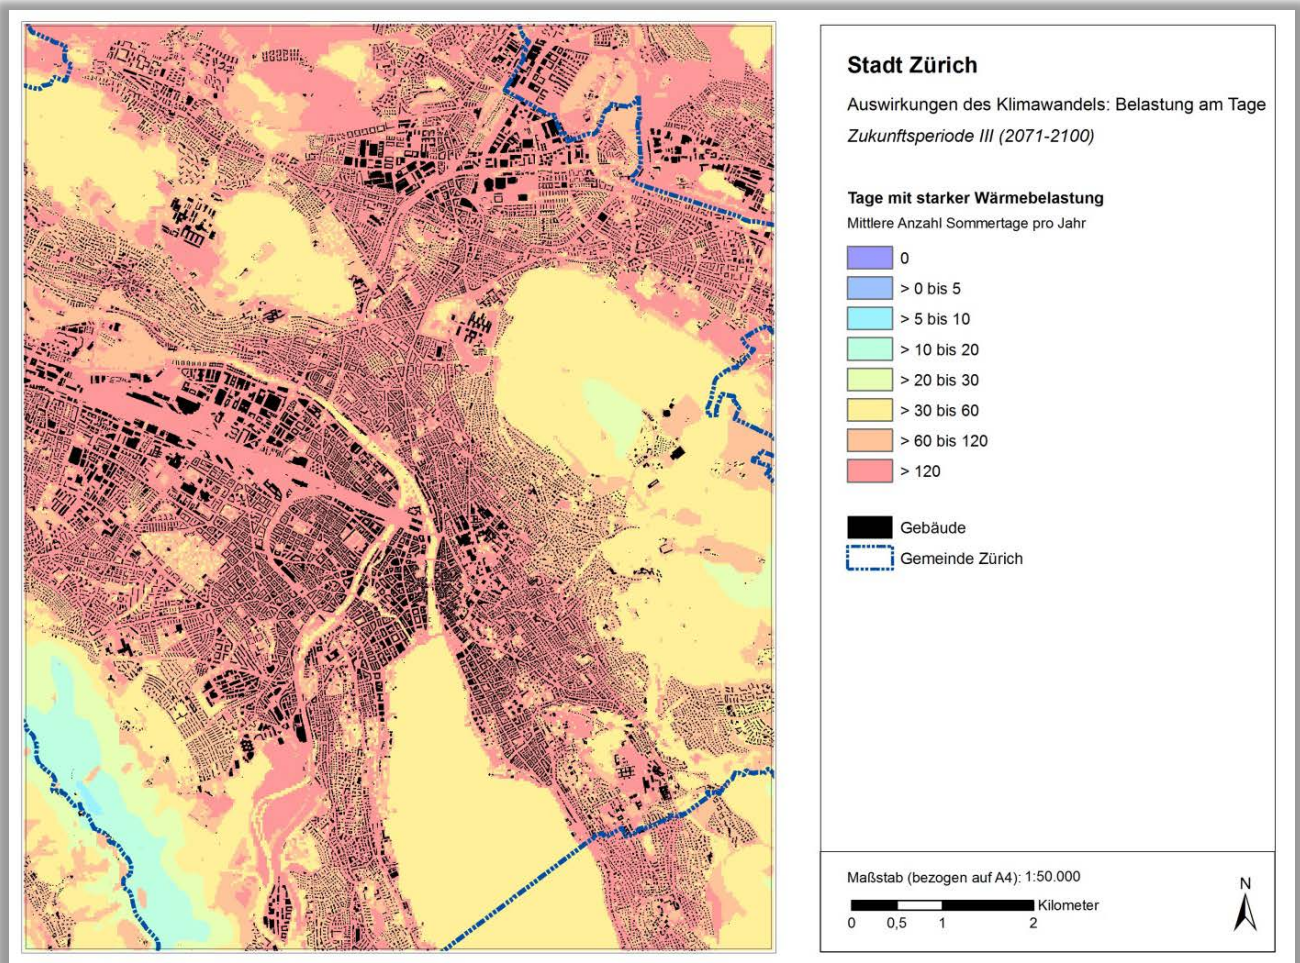 Stadt Zürich
Auswirkungen des Klimawandels: Belastung am Tage
Zukunftsperiode III (2071-2100)
Tage mit starker Wärmebelastung
Mittlere Anzahl Sommertage pro Jahr
0
> 0 bis 5
> 5 bis 10
> 10 bis 20
> 20 bis 30
> 30 bis 60
> 60 bis 120
> 120
Gebäude
Gemeinde Zürich
Maßstab (bezogen auf A4): 1:50.000
N
Kilometer
0 0,5 1 2